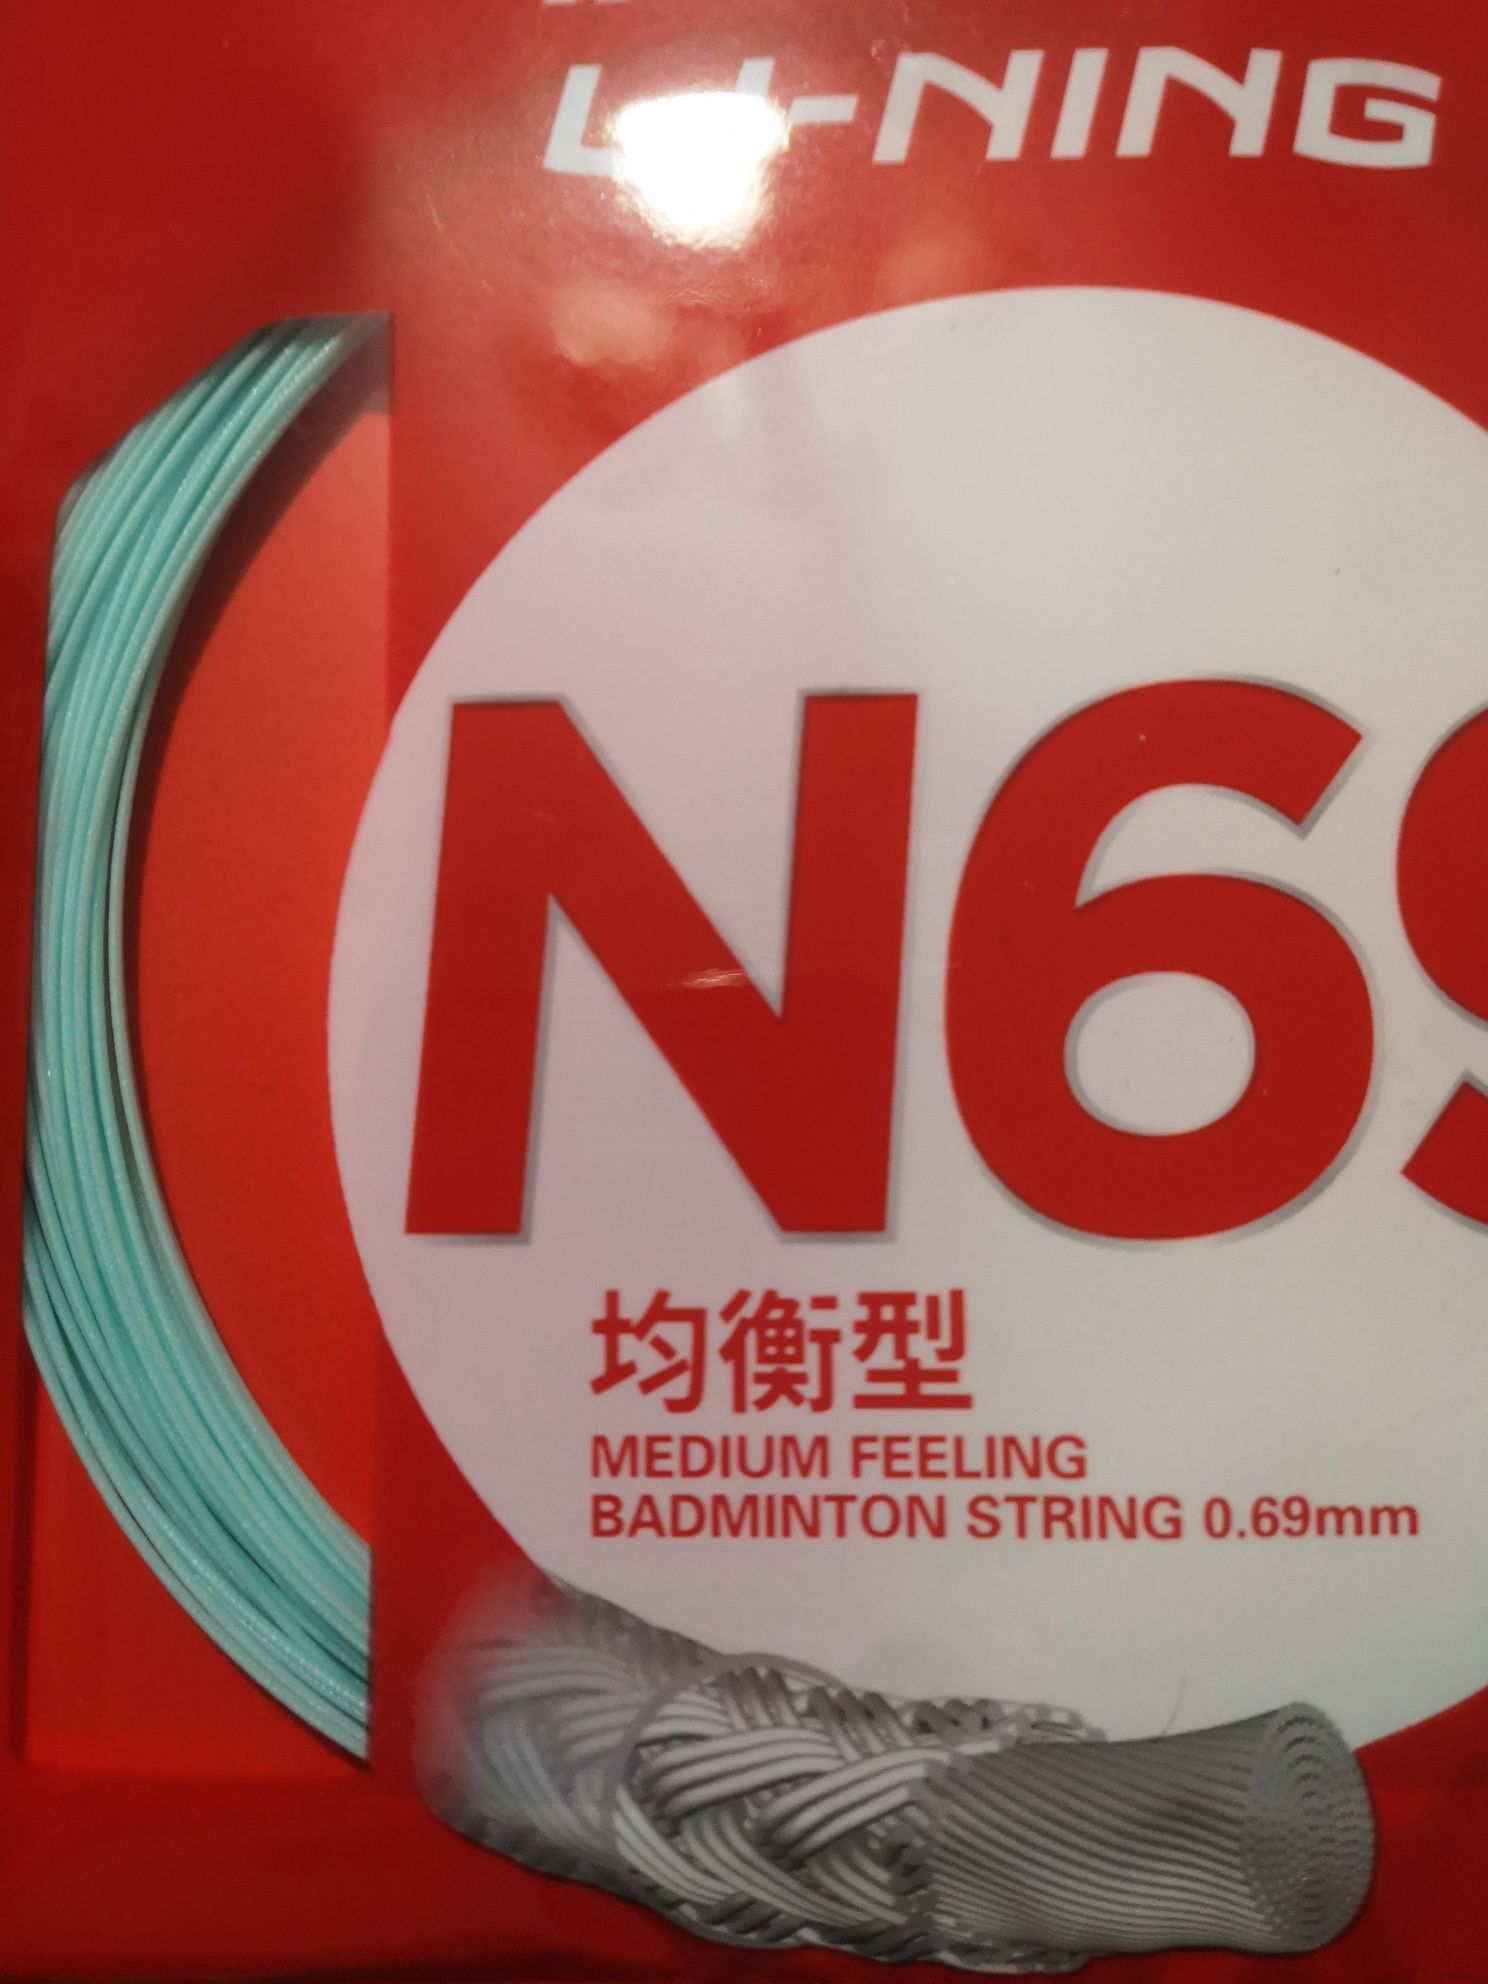 LI-NING
N69
均衡型
MEDIUM FEELING
BADMINTON STRING 0.69mm